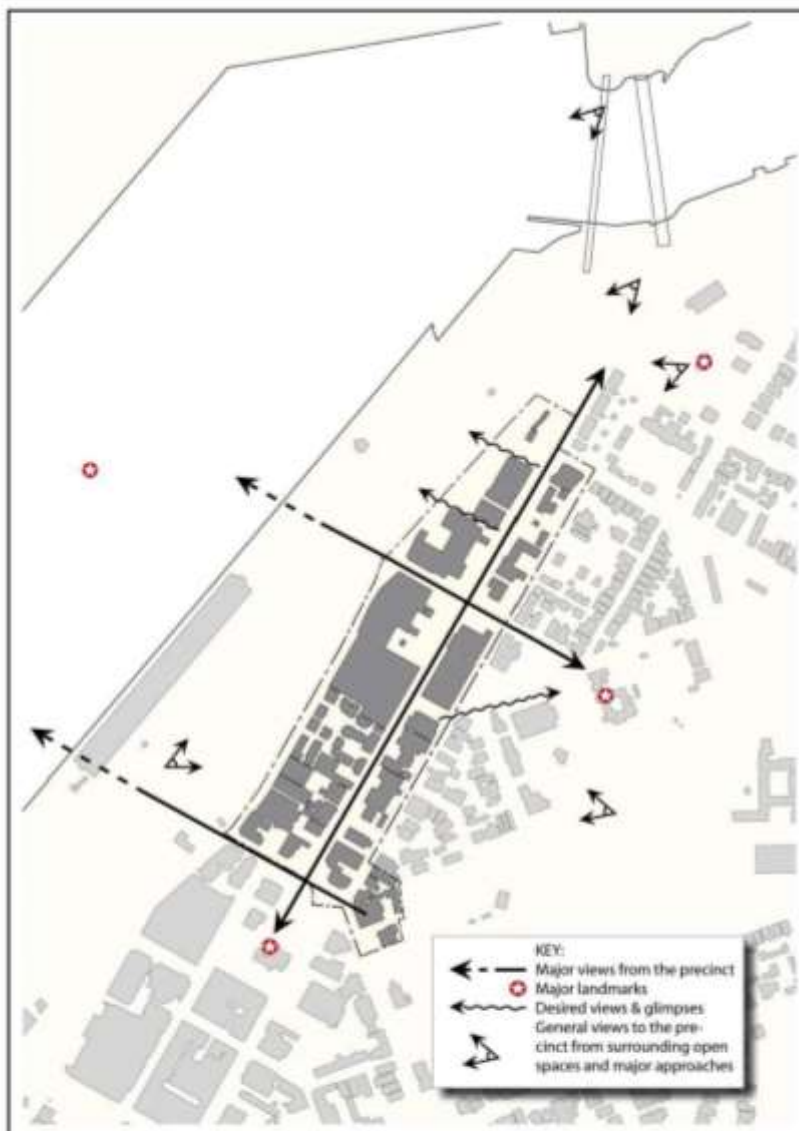 KEY:
Major views from the precinct
Major landmarks
Desired views & glimpses
General views to the pre-
cinct from surrounding open
spaces and major approaches